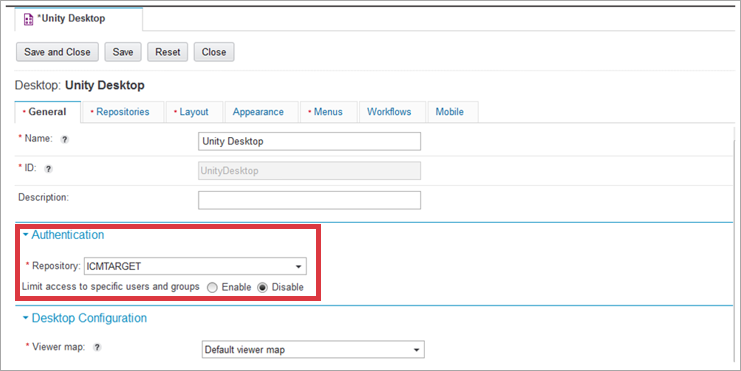 *Unity Desktop
Save and Close Save Reset Close
Desktop: Unity Desktop
General Repositories Layout Appearance Menus Workflows Mobile
* Name: ? Unity Desktop
* ID: ? UnityDesktop
Description:
Authentication
* Repository: ICMTARGET
Limit access to specific users and groups Enable Disable
Desktop Configuration
* Viewer map: ? Default viewer map